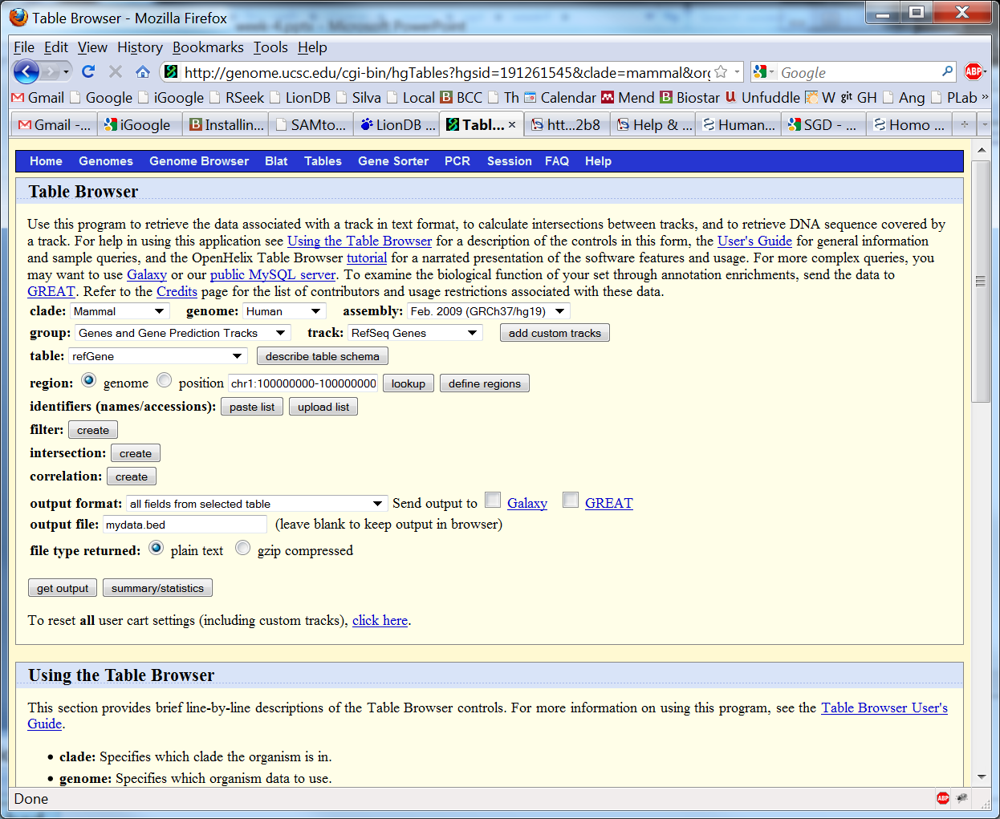 Table Browser - Mozilla Firefox
File Edit View History Bookmarks Tools Help
http://genome.ucsc.edu/cgi-bin/hgTables?hgsid=191261545&clade=mammal&org Google ABP
Gmail Google iGoogle RSeek LionDB Silva Local BCC Th Calendar Mend Biostar Unfuddle W git GH Ang PLab »
Gmail -... iGoogle Installin... SAMto... LionDB ... Tabl... × htt...2b8 Help & ... Human... SGD - ... Homo ...
Home Genomes Genome Browser Blat Tables Gene Sorter PCR Session FAQ Help
Table Browser
Use this program to retrieve the data associated with a track in text format, to calculate intersections between tracks, and to retrieve DNA sequence covered by
a track. For help in using this application see Using the Table Browser for a description of the controls in this form, the User's Guide for general information
and sample queries, and the OpenHelix Table Browser tutorial for a narrated presentation of the software features and usage. For more complex queries, you
may want to use Galaxy or our public MySQL server. To examine the biological function of your set through annotation enrichments, send the data to
GREAT. Refer to the Credits page for the list of contributors and usage restrictions associated with these data.
clade: Mammal genome: Human assembly: Feb. 2009 (GRCh37/hg19)
group: Genes and Gene Prediction Tracks track: RefSeq Genes add custom tracks
table: refGene describe table schema
region: genome position chr1:100000000-100000000 lookup define regions
identifiers (names/accessions): paste list upload list
filter: create
intersection: create
correlation: create
output format: all fields from selected table Send output to Galaxy GREAT
output file: mydata.bed (leave blank to keep output in browser)
file type returned: plain text gzip compressed
get output summary/statistics
To reset all user cart settings (including custom tracks), click here.
Using the Table Browser
This section provides brief line-by-line descriptions of the Table Browser controls. For more information on using this program, see the Table Browser User's
Guide.
• clade: Specifies which clade the organism is in.
• genome: Specifies which organism data to use.
Done ABP